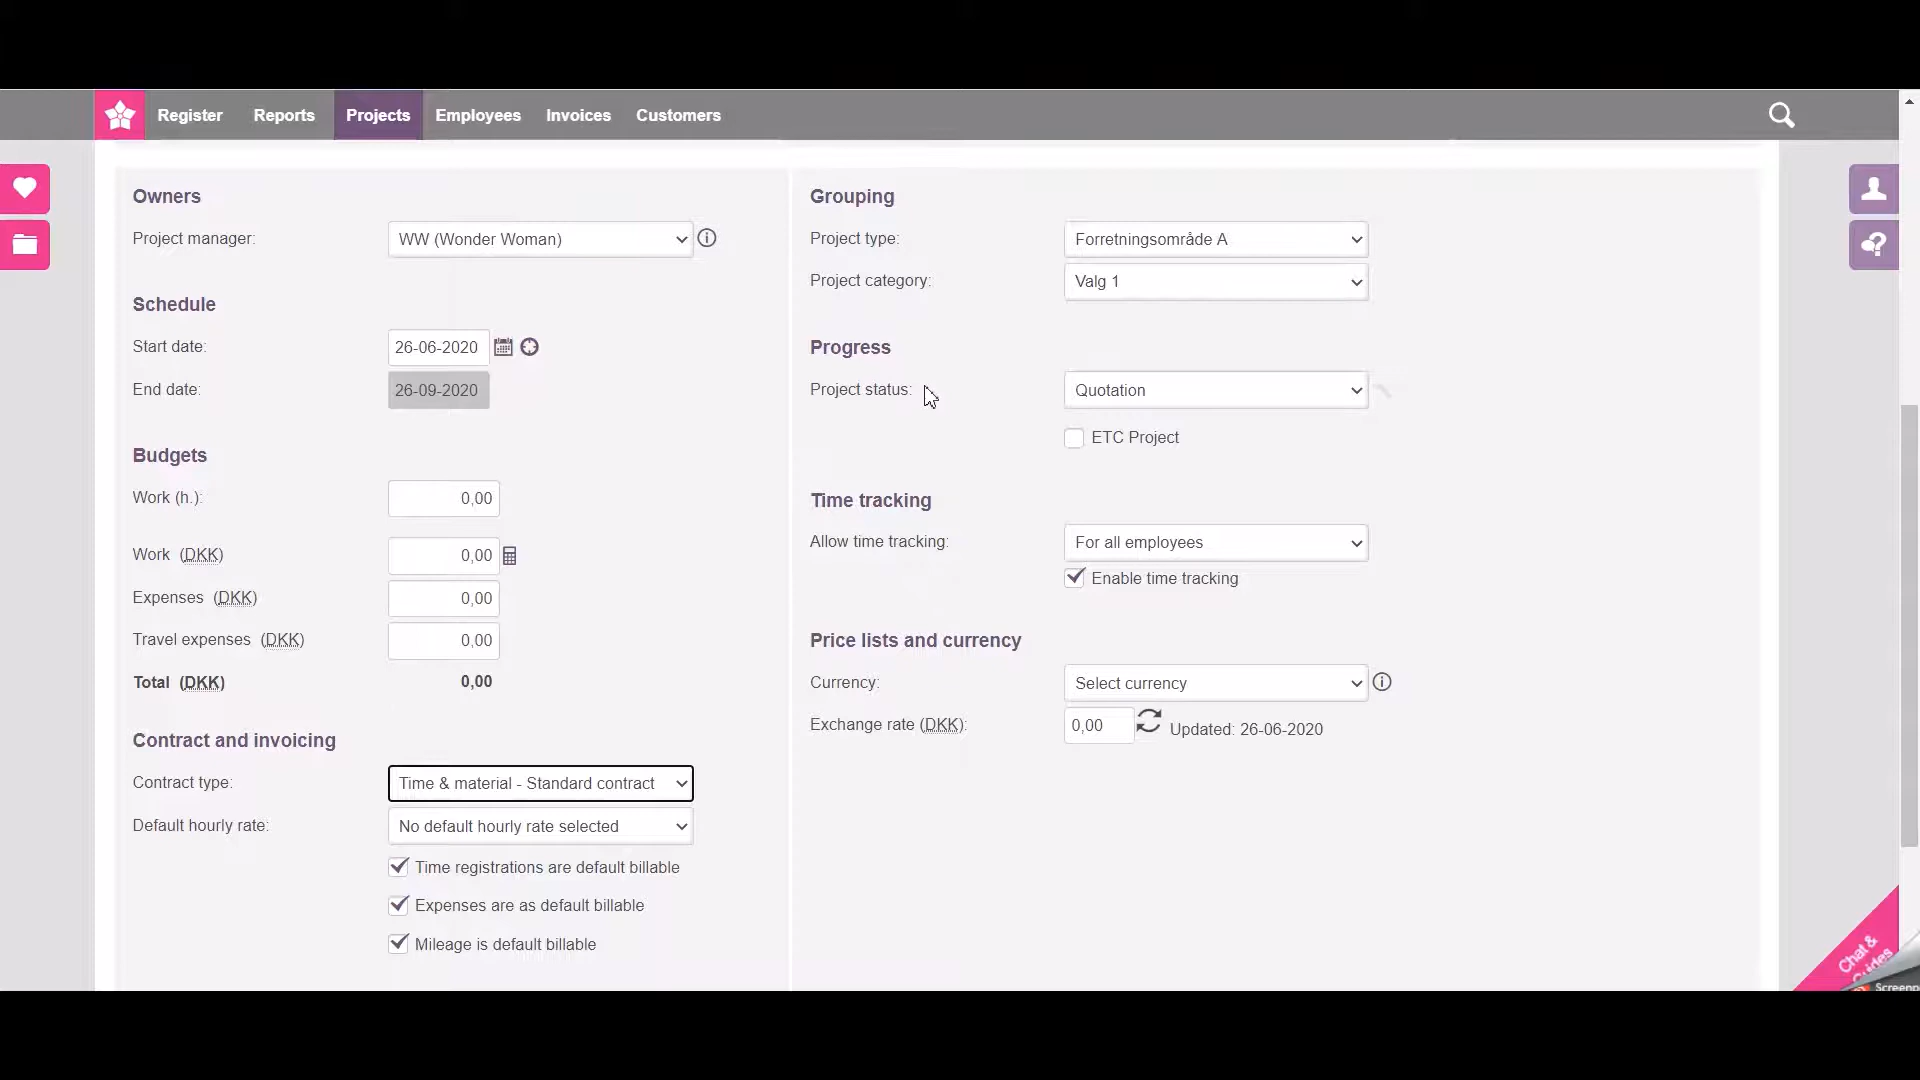 Register Reports Projects Employees Invoices Customers
Owners
Project manager: WW (Wonder Woman)
Schedule
Start date: 26-06-2020
End date: 26-09-2020
Budgets
Work (h.): 0,00
Work (DKK) 0,00
Expenses (DKK) 0,00
Travel expenses (DKK) 0,00
Total (DKK) 0,00
Contract and invoicing
Contract type: Time & material - Standard contract
Default hourly rate: No default hourly rate selected
Time registrations are default billable
Expenses are as default billable
Mileage is default billable
Grouping
Project type: Forretningsområde A
Project category: Valg 1
Progress
Project status: Quotation
ETC Project
Time tracking
Allow time tracking: For all employees
Enable time tracking
Price lists and currency
Currency: Select currency
Exchange rate (DKK): 0,00 Updated: 26-06-2020
Chat &